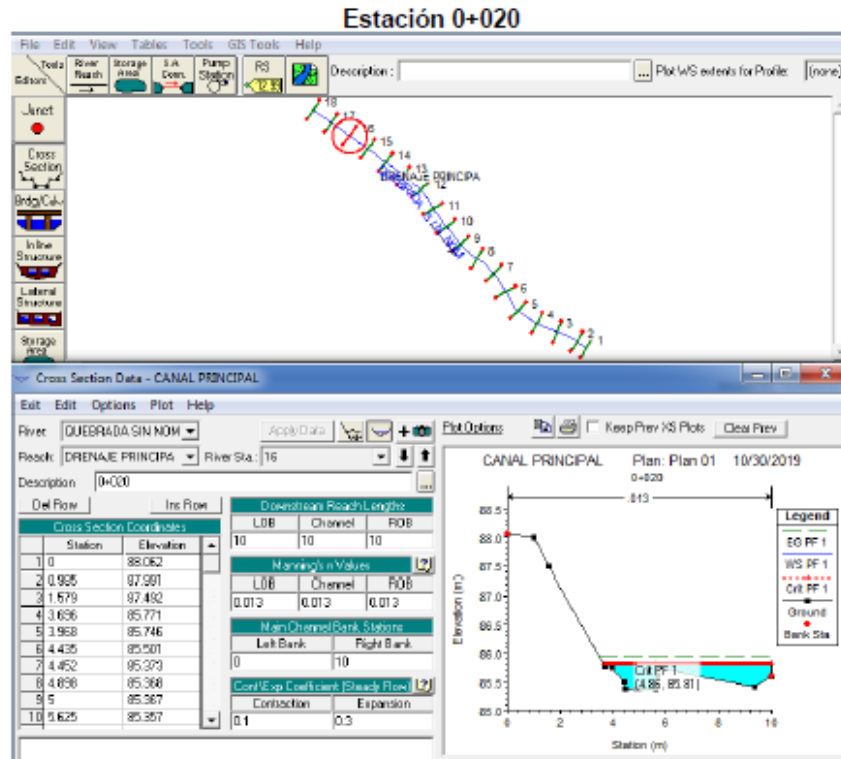 Estación 0+020
File Edit View Tables Tools GIS Tools Help
Tools
Editors
River
Reach
Storage
Area
S.A.
Conn.
Pump
Station
RS
Description :
...
Plot WS extents for Profile:
(none)
Junct
Cross
Section
Brdg/Culv
Inline
Structure
Lateral
Structure
Storage
Area
18
17
16
15
14
13
DRENAJE PRINCIPA
12
11
10
9
8
7
6
5
4
3
2
1
Cross Section Data - CANAL PRINCIPAL
Exit Edit Options Plot Help
River: QUEBRADA SIN NOM
Apply Data
Reach: DRENAJE PRINCIPA River Sta.: 16
Description 0+020
...
Del Row Ins Row
Cross Section Coordinates
Station Elevation
1 0 88.062
2 0.985 87.991
3 1.579 87.492
4 3.696 85.771
5 3.968 85.746
6 4.435 85.501
7 4.452 85.373
8 4.898 85.368
9 5 85.367
10 5.625 85.357
Downstream Reach Lengths
LOB Channel ROB
10 10 10
Manning's n Values
LOB Channel ROB
0.013 0.013 0.013
Main Channel Bank Stations
Left Bank Right Bank
0 10
Cont\Exp Coefficient (Steady Flow)
Contraction Expansion
0.1 0.3
Plot Options Keep Prev XS Plots Clear Prev
CANAL PRINCIPAL Plan: Plan 01 10/30/2019
0+020
.013
Elevation (m)
88.5
88.0
87.5
87.0
86.5
86.0
85.5
85.0
Crit PF 1
(4.86, 85.81)
0 2 4 6 8 10
Station (m)
Legend
EG PF 1
WS PF 1
Crit PF 1
Ground
Bank Sta